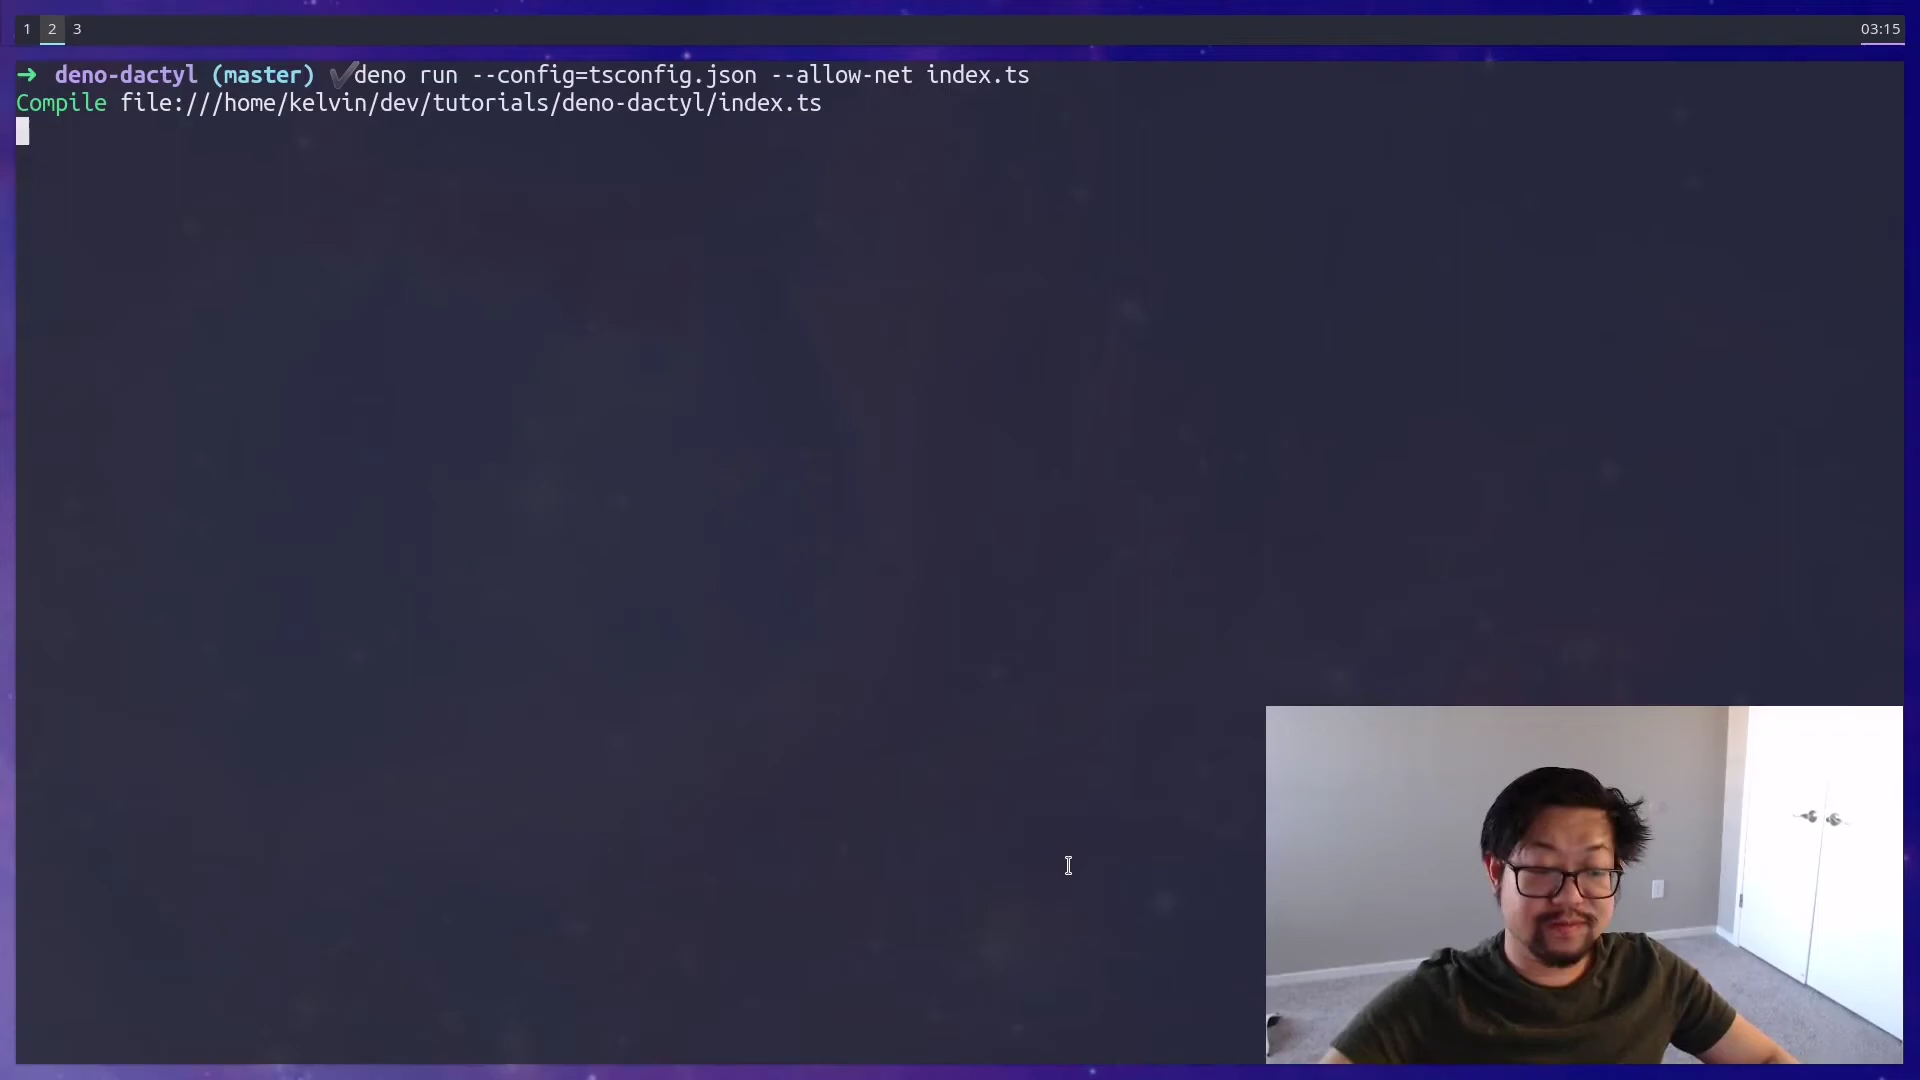 1 2 3 03:15
➜ deno-dactyl (master) ✔deno run --config=tsconfig.json --allow-net index.ts
Compile file:///home/kelvin/dev/tutorials/deno-dactyl/index.ts